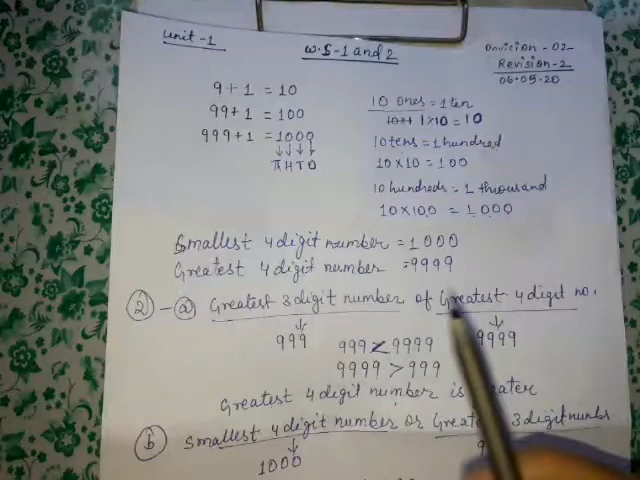 Unit-1
W.S-1 and 2
Divicion - 02
Revision-2
06.05.20
9+1 = 10
99+1 = 100
999+1 = 1000
TH H T O
10 ones = 1 ten
1×10 = 10
10 tens = 1 hundred
10×10 = 100
10 hundreds = 1 thousand
10×100 = 1000
Smallest 4 digit number = 1000
Greatest 4 digit number = 9999
② - ⓐ Greatest 3 digit number of Greatest 4 digit no.
999
9999
999 < 9999
9999 > 999
Greatest 4 digit number is greater
ⓑ Smallest 4 digit number or Greatest 3 digit number
1000